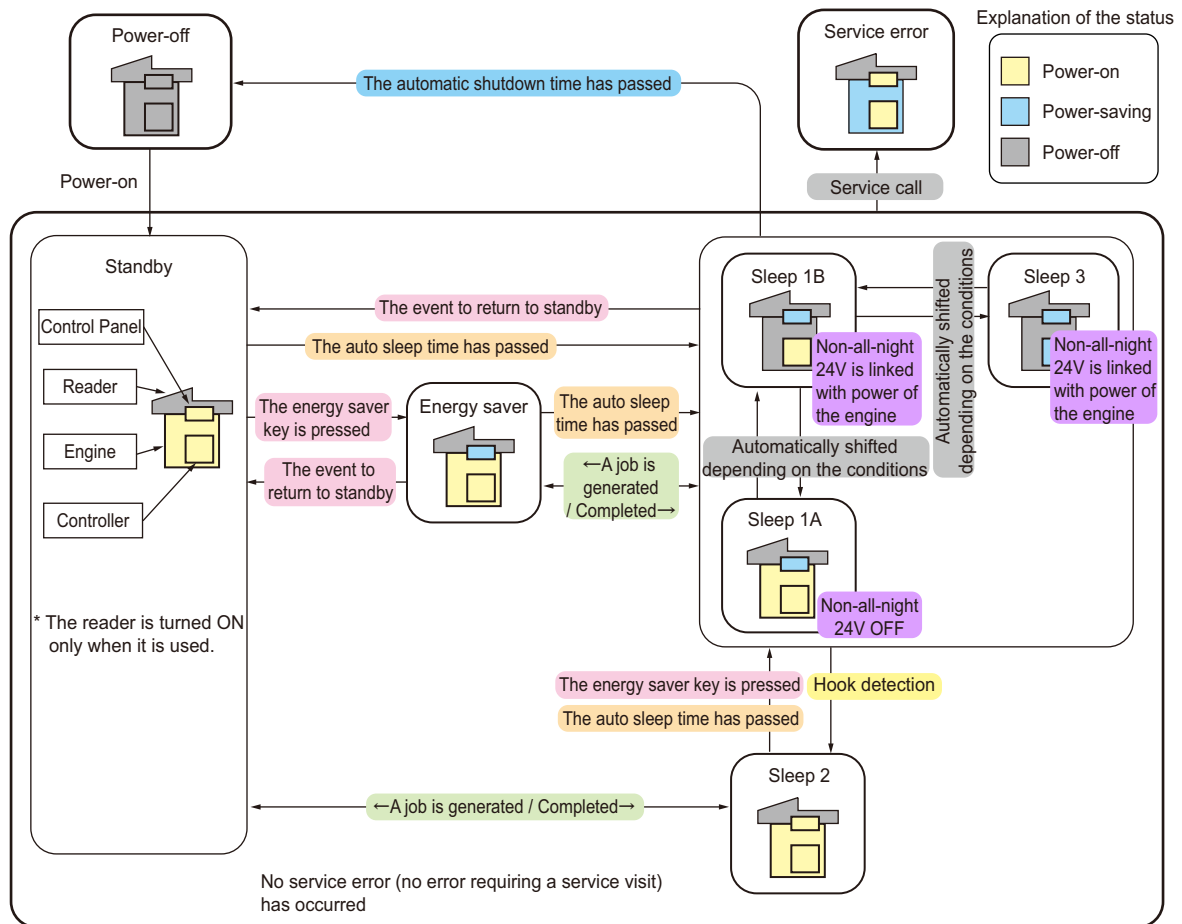 Power-off
Service error
Explanation of the status
Power-on
Power-saving
Power-off
The automatic shutdown time has passed
Power-on
Service call
Standby
Control Panel
Reader
Engine
Controller
* The reader is turned ON
only when it is used.
The event to return to standby
The auto sleep time has passed
The energy saver
key is pressed
Energy saver
The auto sleep
time has passed
The event to
return to standby
←A job is
generated
/ Completed→
Sleep 1B
Non-all-night
24V is linked
with power of
the engine
Automatically shifted
depending on the conditions
Sleep 3
Non-all-night
24V is linked
with power of
the engine
Automatically shifted
depending on the conditions
Sleep 1A
Non-all-night
24V OFF
The energy saver key is pressed
Hook detection
The auto sleep time has passed
Sleep 2
←A job is generated / Completed→
No service error (no error requiring a service visit)
has occurred